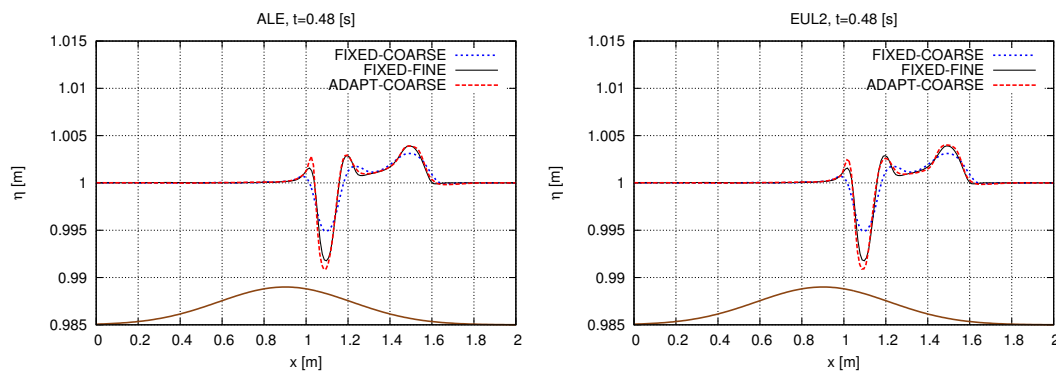 ALE, t=0.48 [s]
1.015
1.01
1.005
1
0.995
0.99
0.985
η [m]
FIXED-COARSE
FIXED-FINE
ADAPT-COARSE
0 0.2 0.4 0.6 0.8 1 1.2 1.4 1.6 1.8 2
x [m]
EUL2, t=0.48 [s]
1.015
1.01
1.005
1
0.995
0.99
0.985
η [m]
FIXED-COARSE
FIXED-FINE
ADAPT-COARSE
0 0.2 0.4 0.6 0.8 1 1.2 1.4 1.6 1.8 2
x [m]